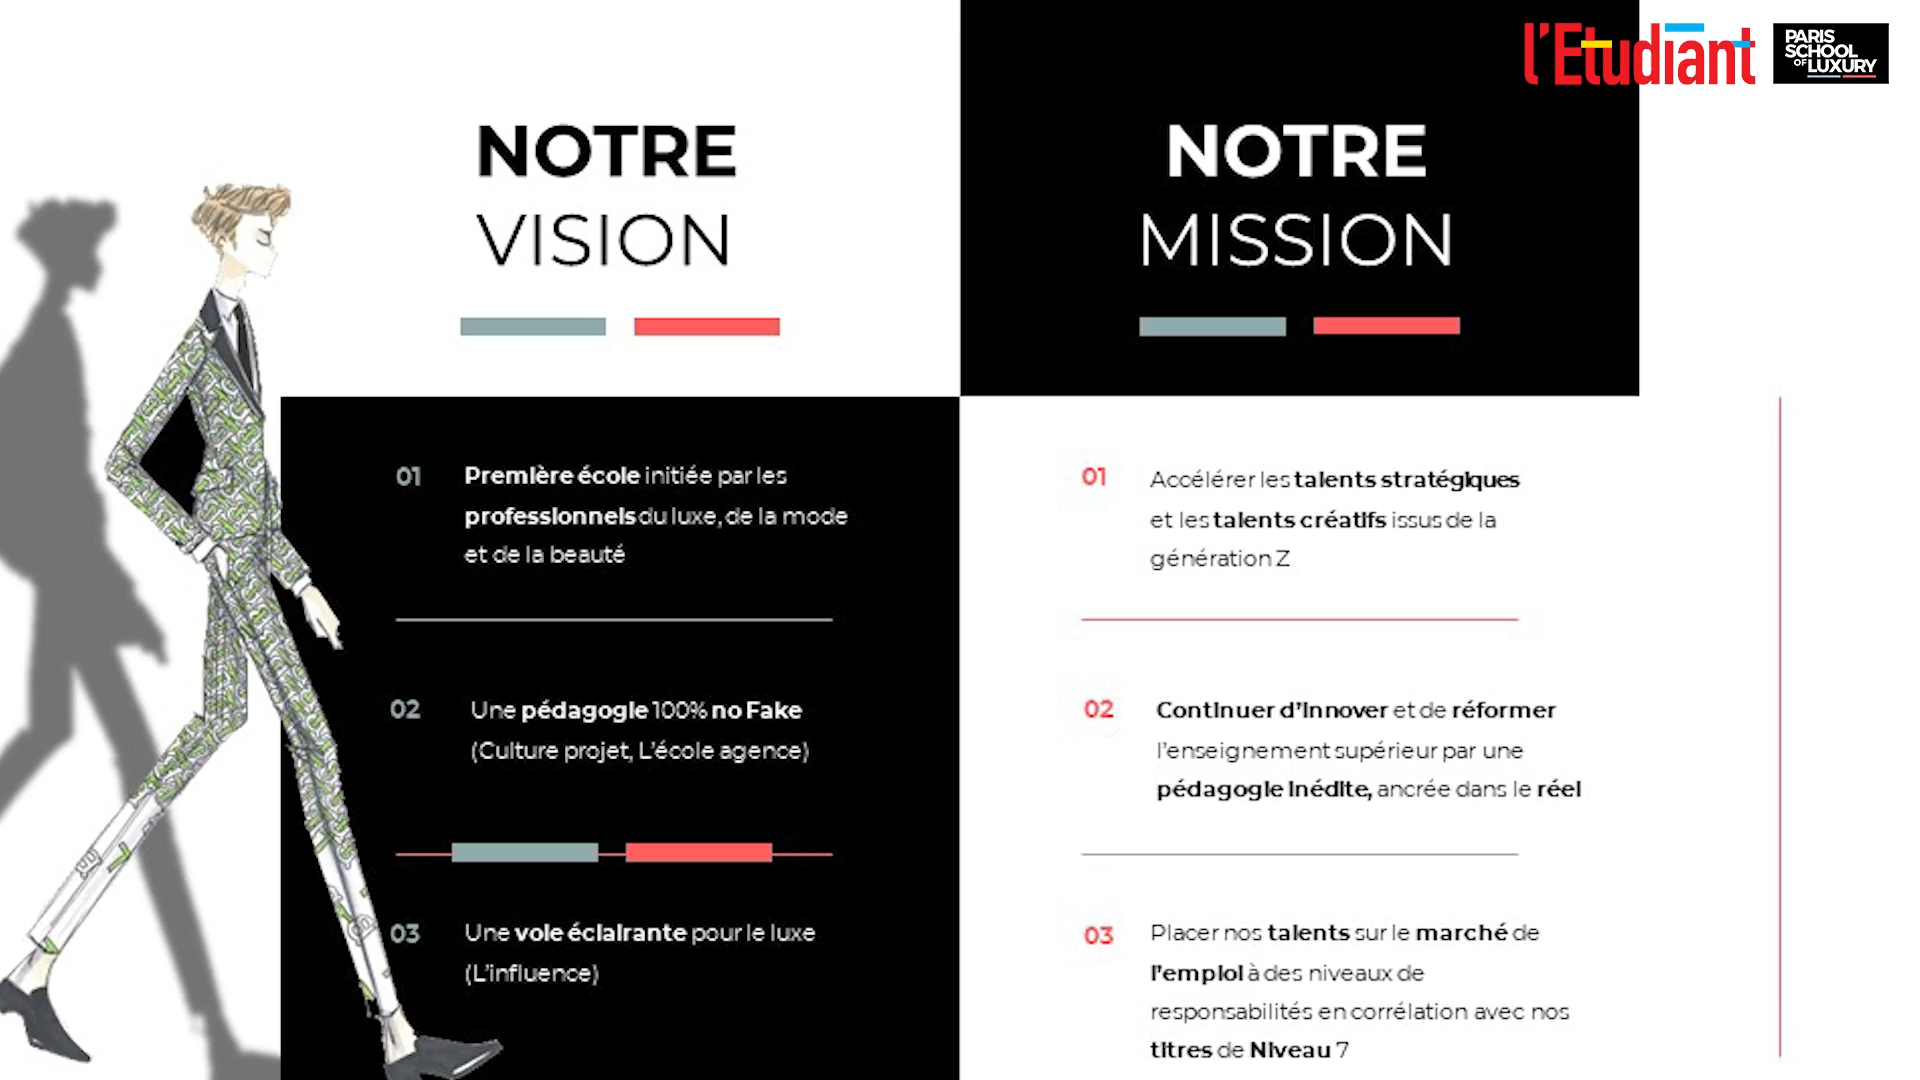 l'Etudiant
PARIS
SCHOOL
OF LUXURY
NOTRE
VISION
01
Première école initiée par les
professionnels du luxe, de la mode
et de la beauté
02
Une pédagogie 100% no Fake
(Culture projet, L'école agence)
03
Une voie éclairante pour le luxe
(L'influence)
NOTRE
MISSION
01
Accélérer les talents stratégiques
et les talents créatifs issus de la
génération Z
02
Continuer d'innover et de réformer
l'enseignement supérieur par une
pédagogie inédite, ancrée dans le réel
03
Placer nos talents sur le marché de
l'emploi à des niveaux de
responsabilités en corrélation avec nos
titres de Niveau 7